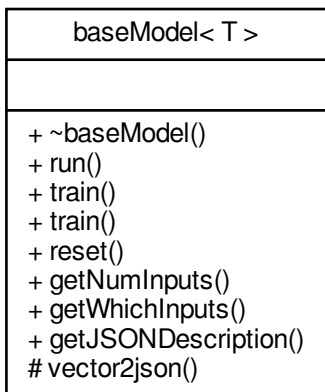 baseModel< T >
+ ~baseModel()
+ run()
+ train()
+ train()
+ reset()
+ getNumInputs()
+ getWhichInputs()
+ getJSONDescription()
# vector2json()